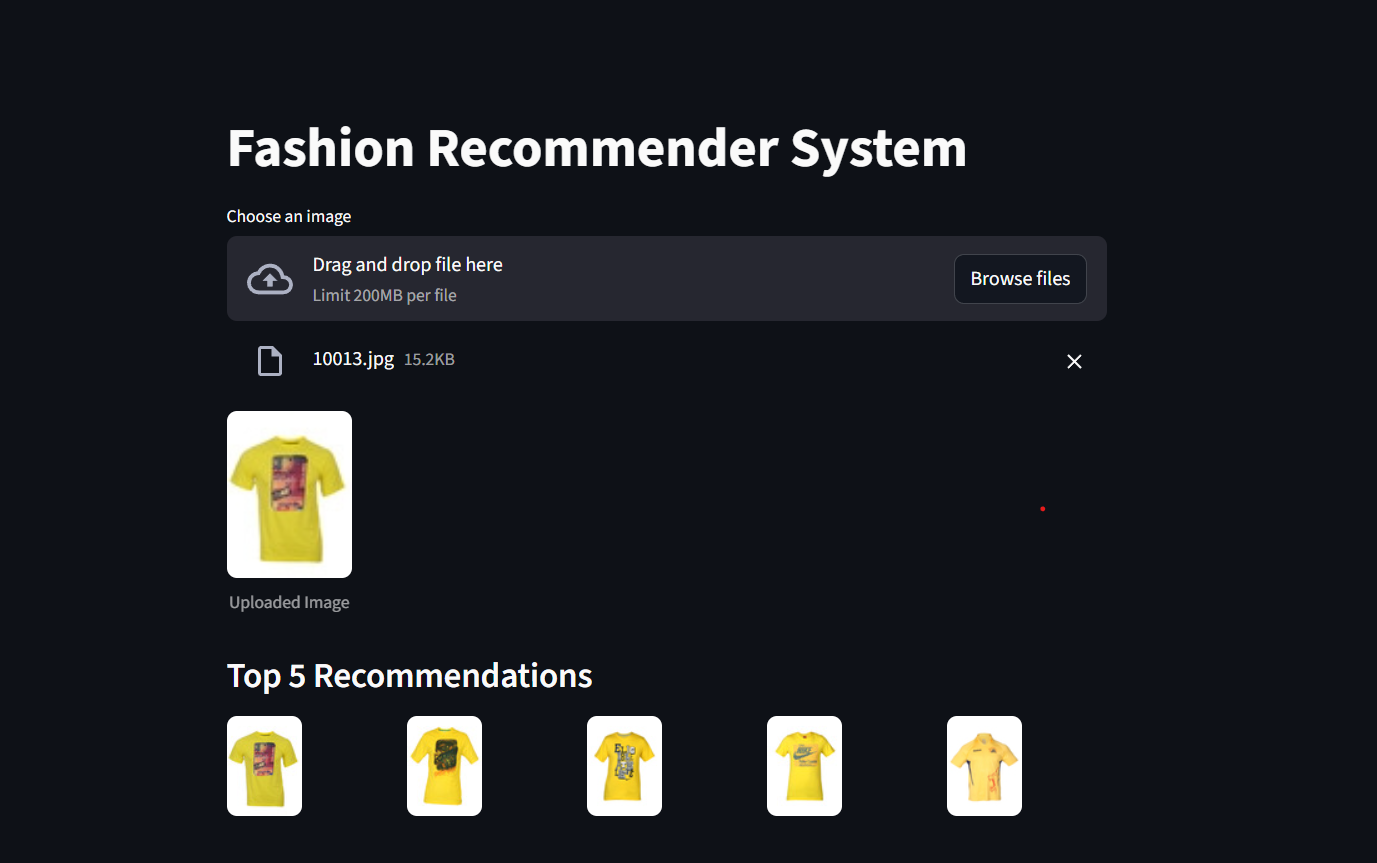 Fashion Recommender System
Choose an image
Drag and drop file here
Limit 200MB per file
Browse files
10013.jpg 15.2KB
Uploaded Image
Top 5 Recommendations